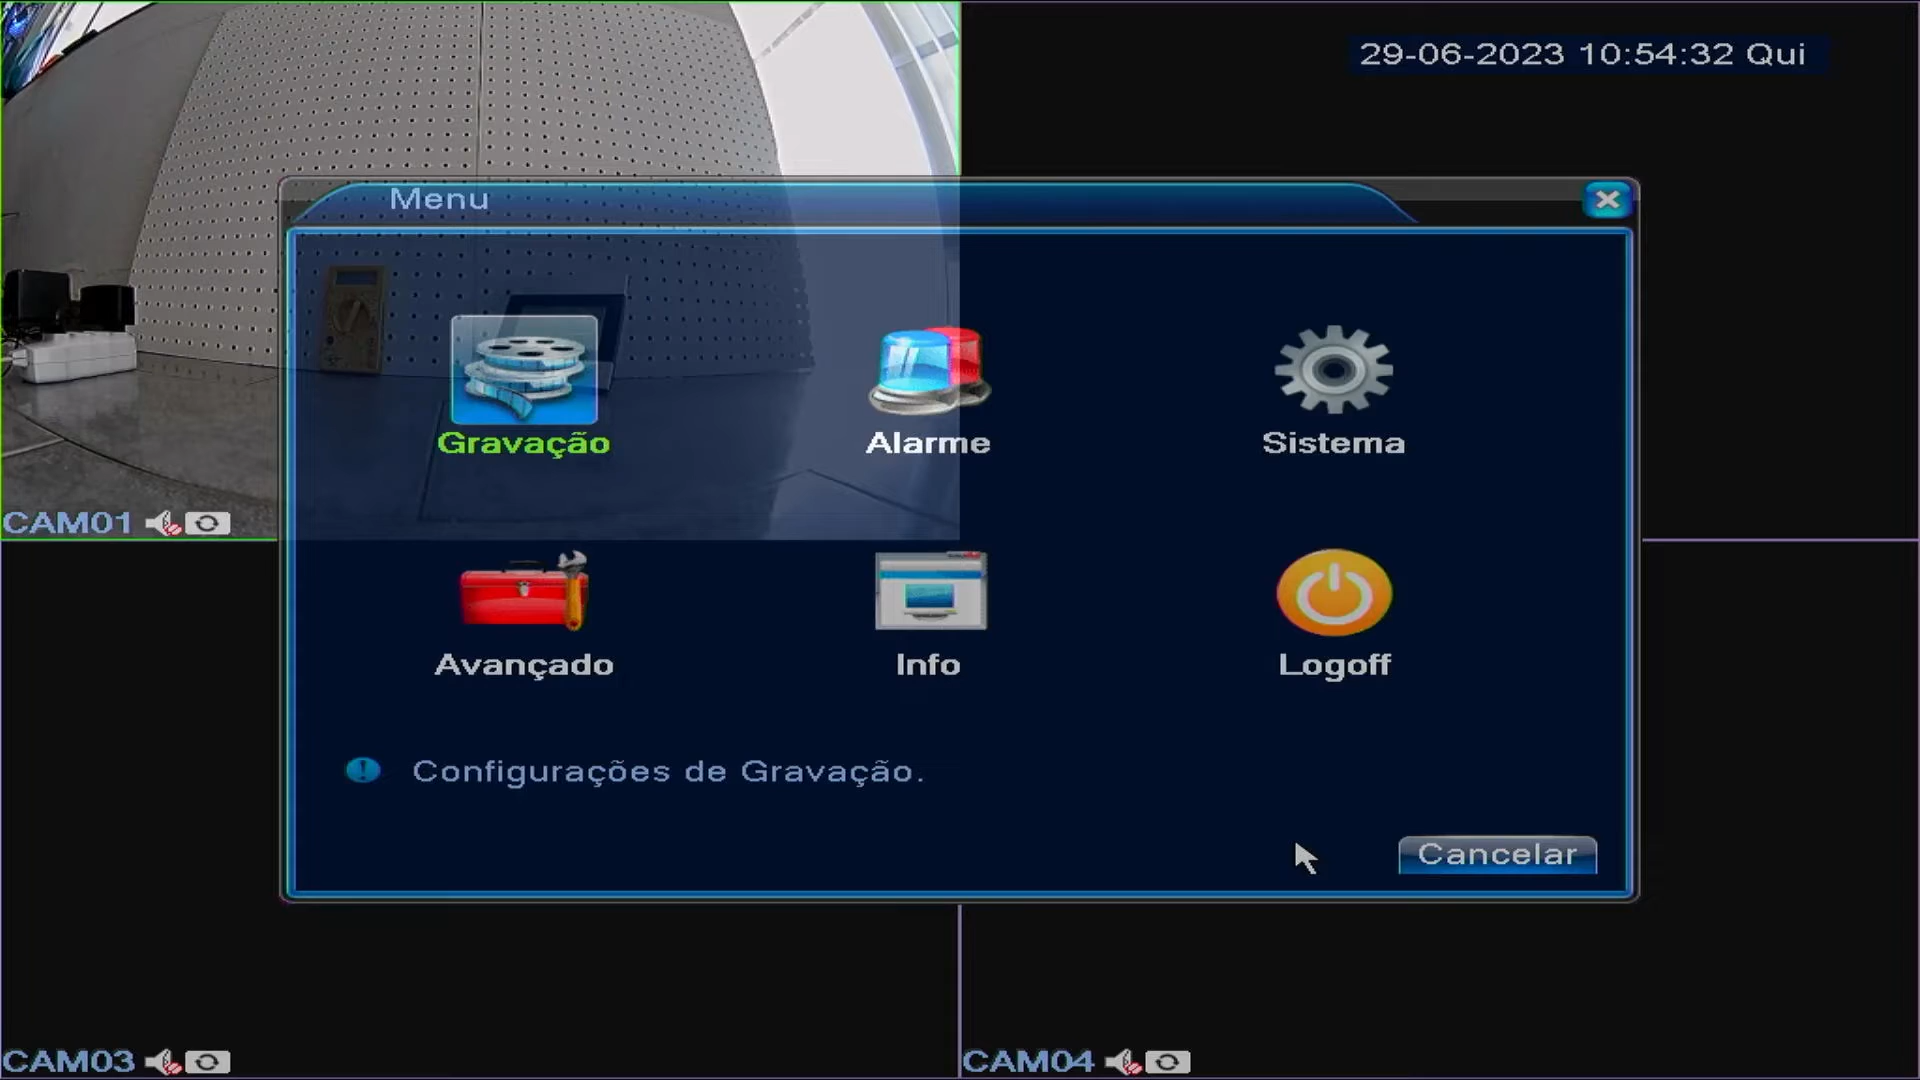 29-06-2023 10:54:32 Qui
Menu
Gravação
Alarme
Sistema
CAM01
Avançado
Info
Logoff
Configurações de Gravação.
Cancelar
CAM03
CAM04